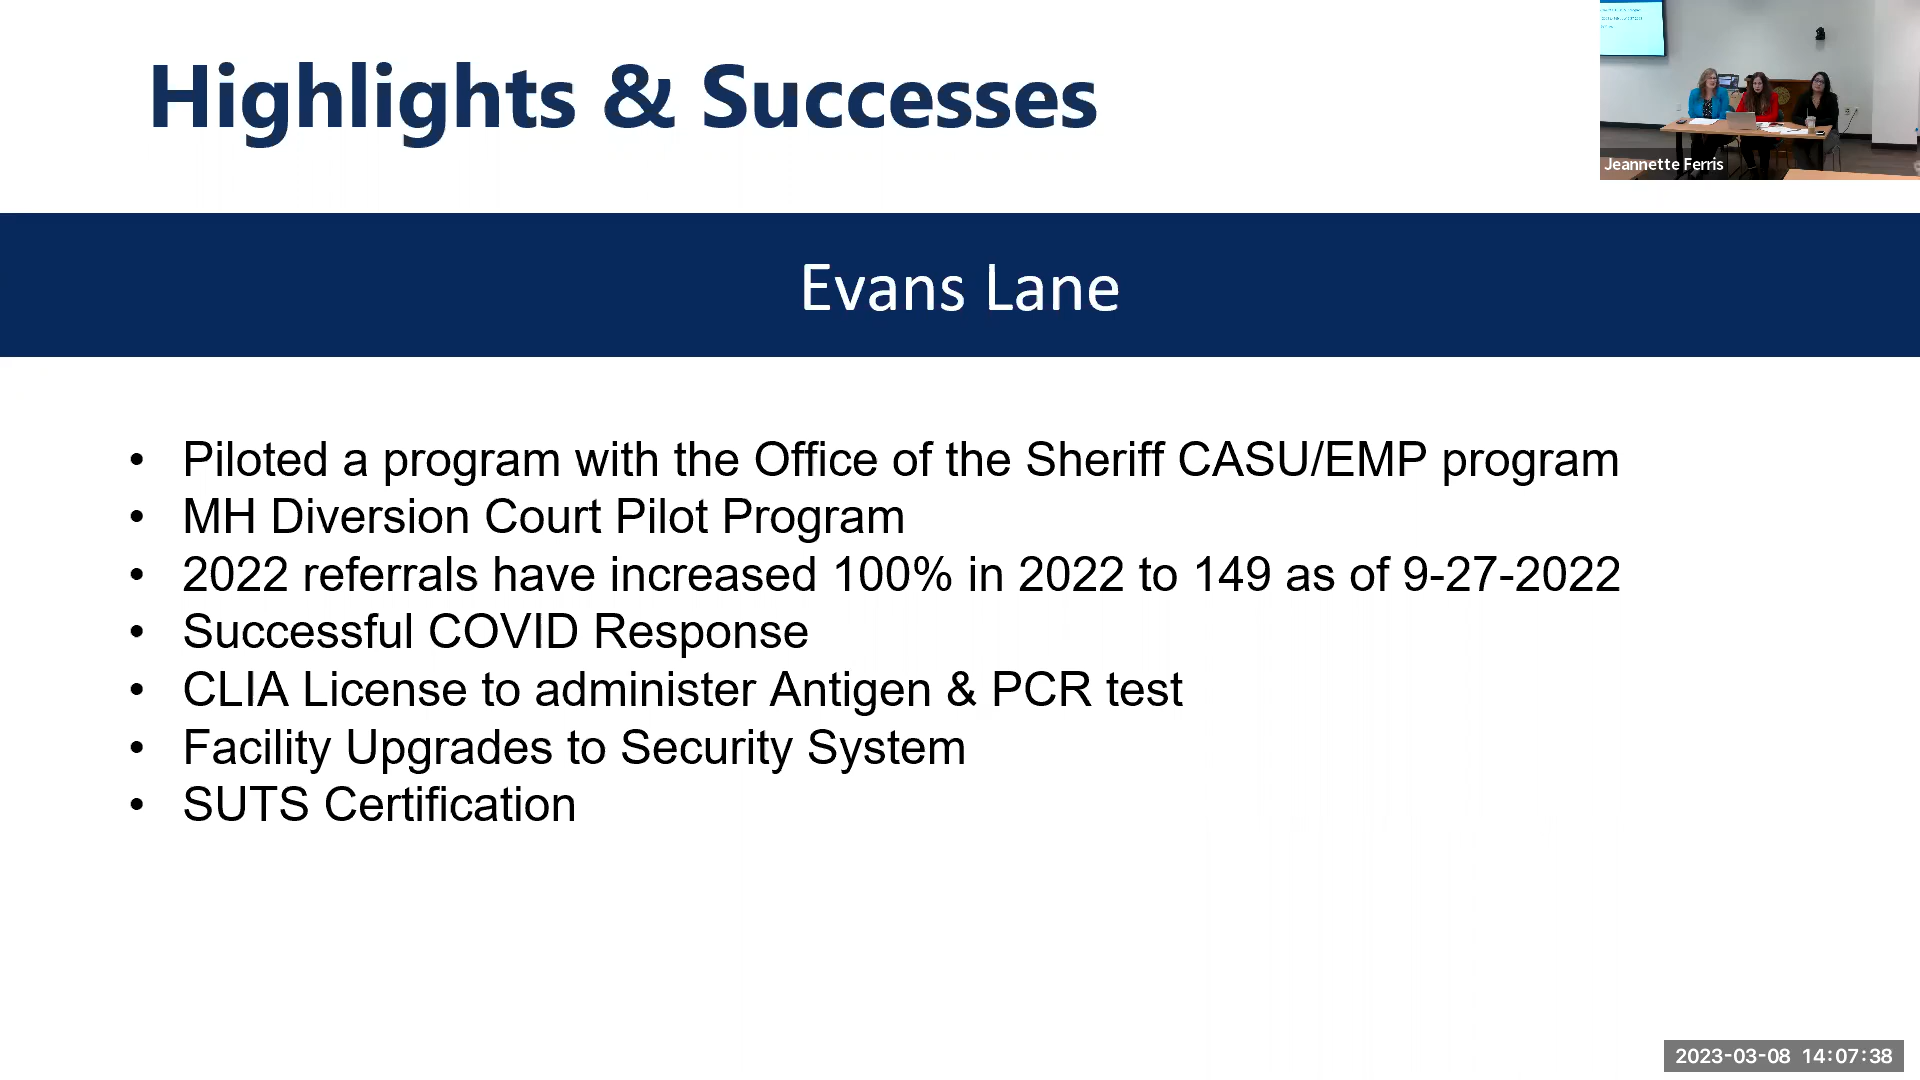 Highlights & Successes
Jeannette Ferris
Evans Lane
• Piloted a program with the Office of the Sheriff CASU/EMP program
• MH Diversion Court Pilot Program
• 2022 referrals have increased 100% in 2022 to 149 as of 9-27-2022
• Successful COVID Response
• CLIA License to administer Antigen & PCR test
• Facility Upgrades to Security System
• SUTS Certification
2023-03-08 14:07:38